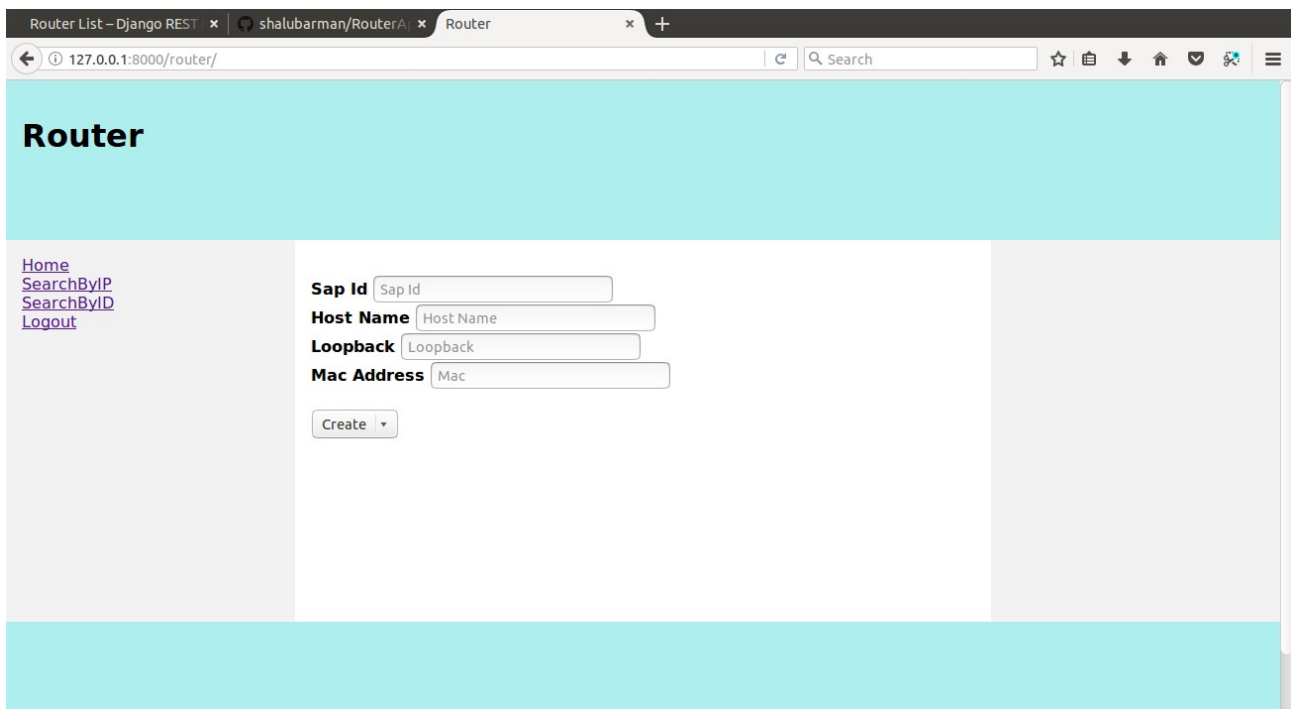 Router List – Django REST
shalubarman/RouterAp
Router
127.0.0.1:8000/router/
Search
Router
Home
SearchByIP
SearchByID
Logout
Sap Id Sap Id
Host Name Host Name
Loopback Loopback
Mac Address Mac
Create